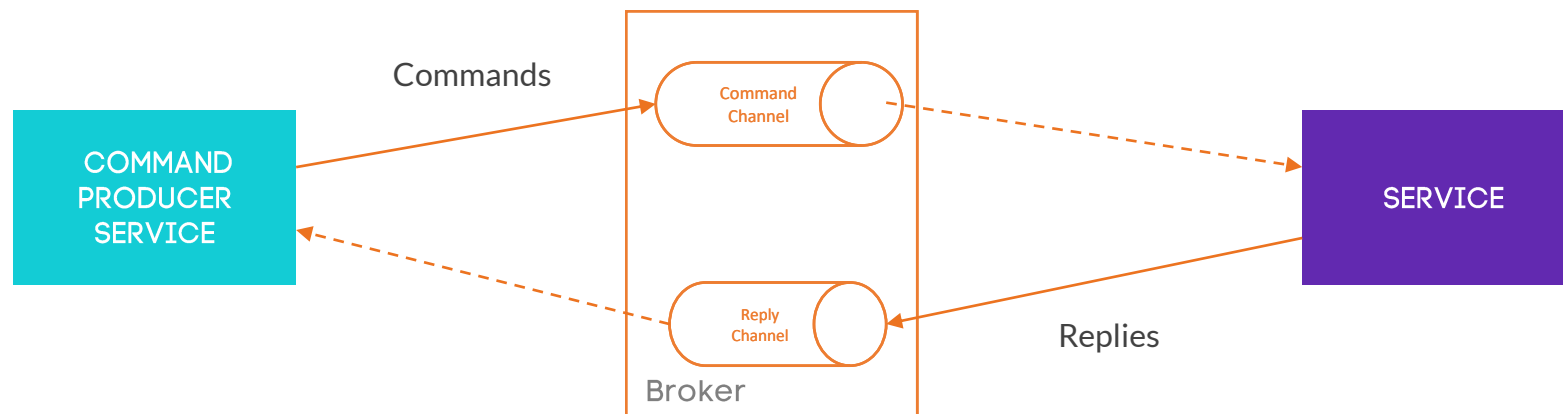 Commands
COMMAND
PRODUCER
SERVICE
Command
Channel
SERVICE
Reply
Channel
Replies
Broker